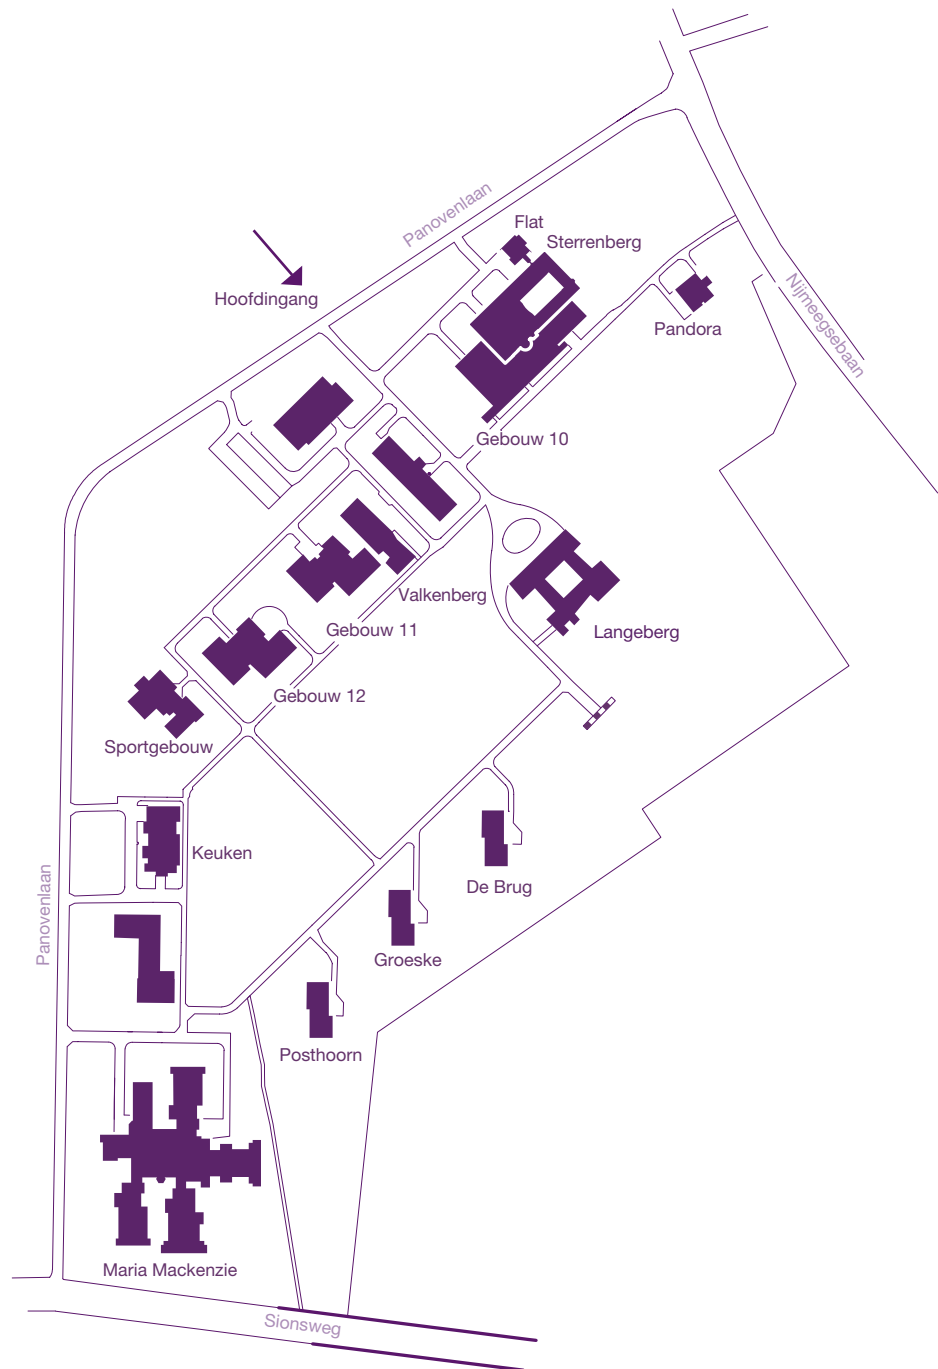 Panovenlaan
Flat
Sterrenberg
Hoofdingang
Nijmeegsebaan
Pandora
Gebouw 10
Valkenberg
Gebouw 11
Langeberg
Gebouw 12
Sportgebouw
Keuken
De Brug
Panovenlaan
Groeske
Posthoorn
Maria Mackenzie
Sionsweg